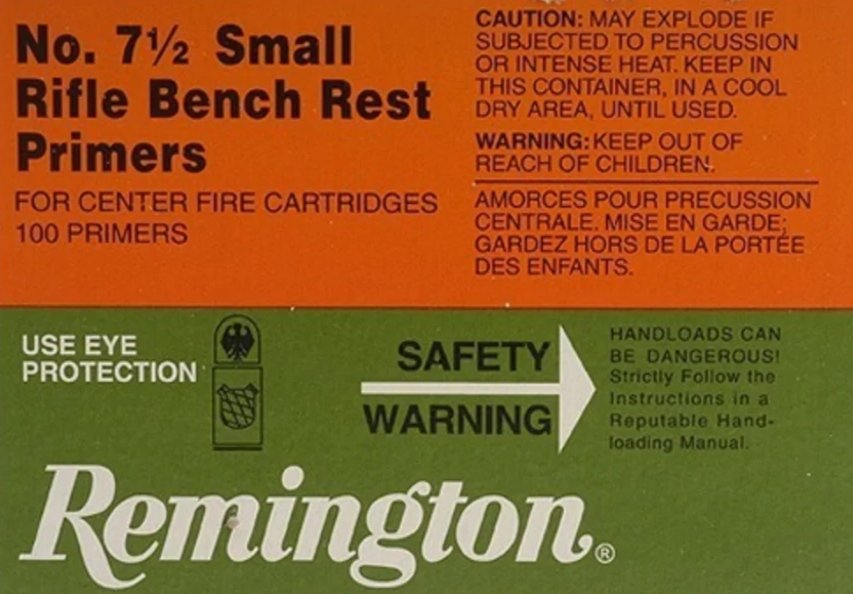 No. 7½ Small
Rifle Bench Rest
Primers
FOR CENTER FIRE CARTRIDGES
100 PRIMERS
CAUTION: MAY EXPLODE IF
SUBJECTED TO PERCUSSION
OR INTENSE HEAT. KEEP IN
THIS CONTAINER, IN A COOL
DRY AREA, UNTIL USED.
WARNING: KEEP OUT OF
REACH OF CHILDREN.
AMORCES POUR PRECUSSION
CENTRALE. MISE EN GARDE;
GARDEZ HORS DE LA PORTÉE
DES ENFANTS.
USE EYE
PROTECTION
SAFETY
WARNING
HANDLOADS CAN
BE DANGEROUS!
Strictly Follow the
Instructions in a
Reputable Hand-
loading Manual.
Remington®